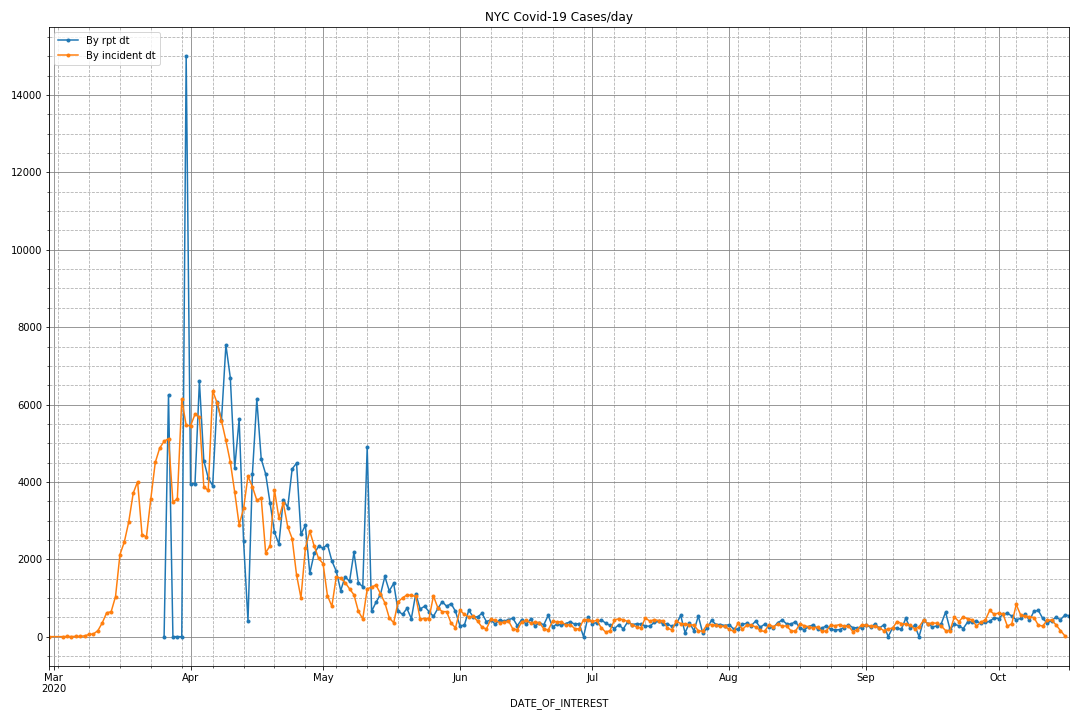 NYC Covid-19 Cases/day
By rpt dt
By incident dt
14000
12000
10000
8000
6000
4000
2000
0
Mar Apr May Jun Jul Aug Sep Oct
2020
DATE_OF_INTEREST